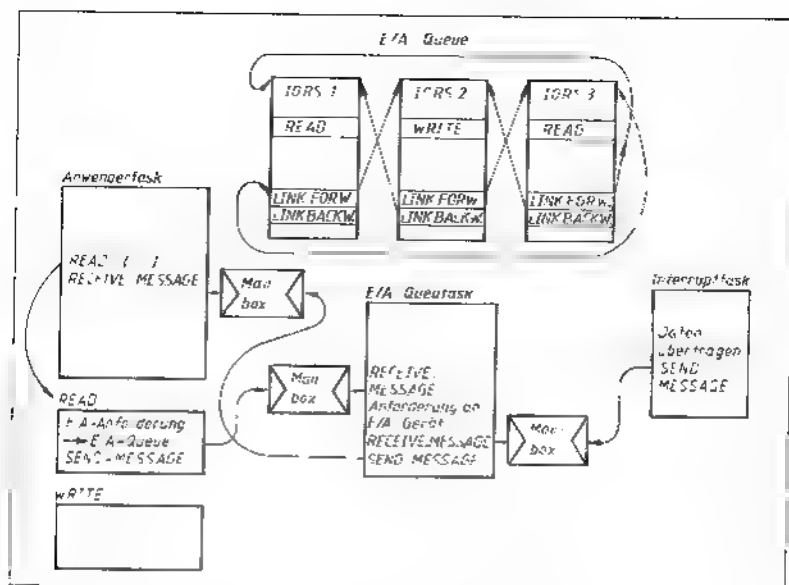 E/A Queue
IORS 1
IORS 2
IORS 3
READ
WRITE
READ
LINK FORW.
LINK BACKW.
LINK FORW.
LINK BACKW.
LINK FORW.
LINK BACKW.
Anwendertask
READ ( )
RECEIVE MESSAGE
Mail
box
E/A Queutask
RECEIVE
MESSAGE
Anforderung an
E/A Gerät
RECEIVE MESSAGE
SEND MESSAGE
Mail
box
Mail
box
Interrupttask
Daten
übertragen
SEND
MESSAGE
READ
E/A-Anforderung
→ E/A-Queue
SEND-MESSAGE
WRITE